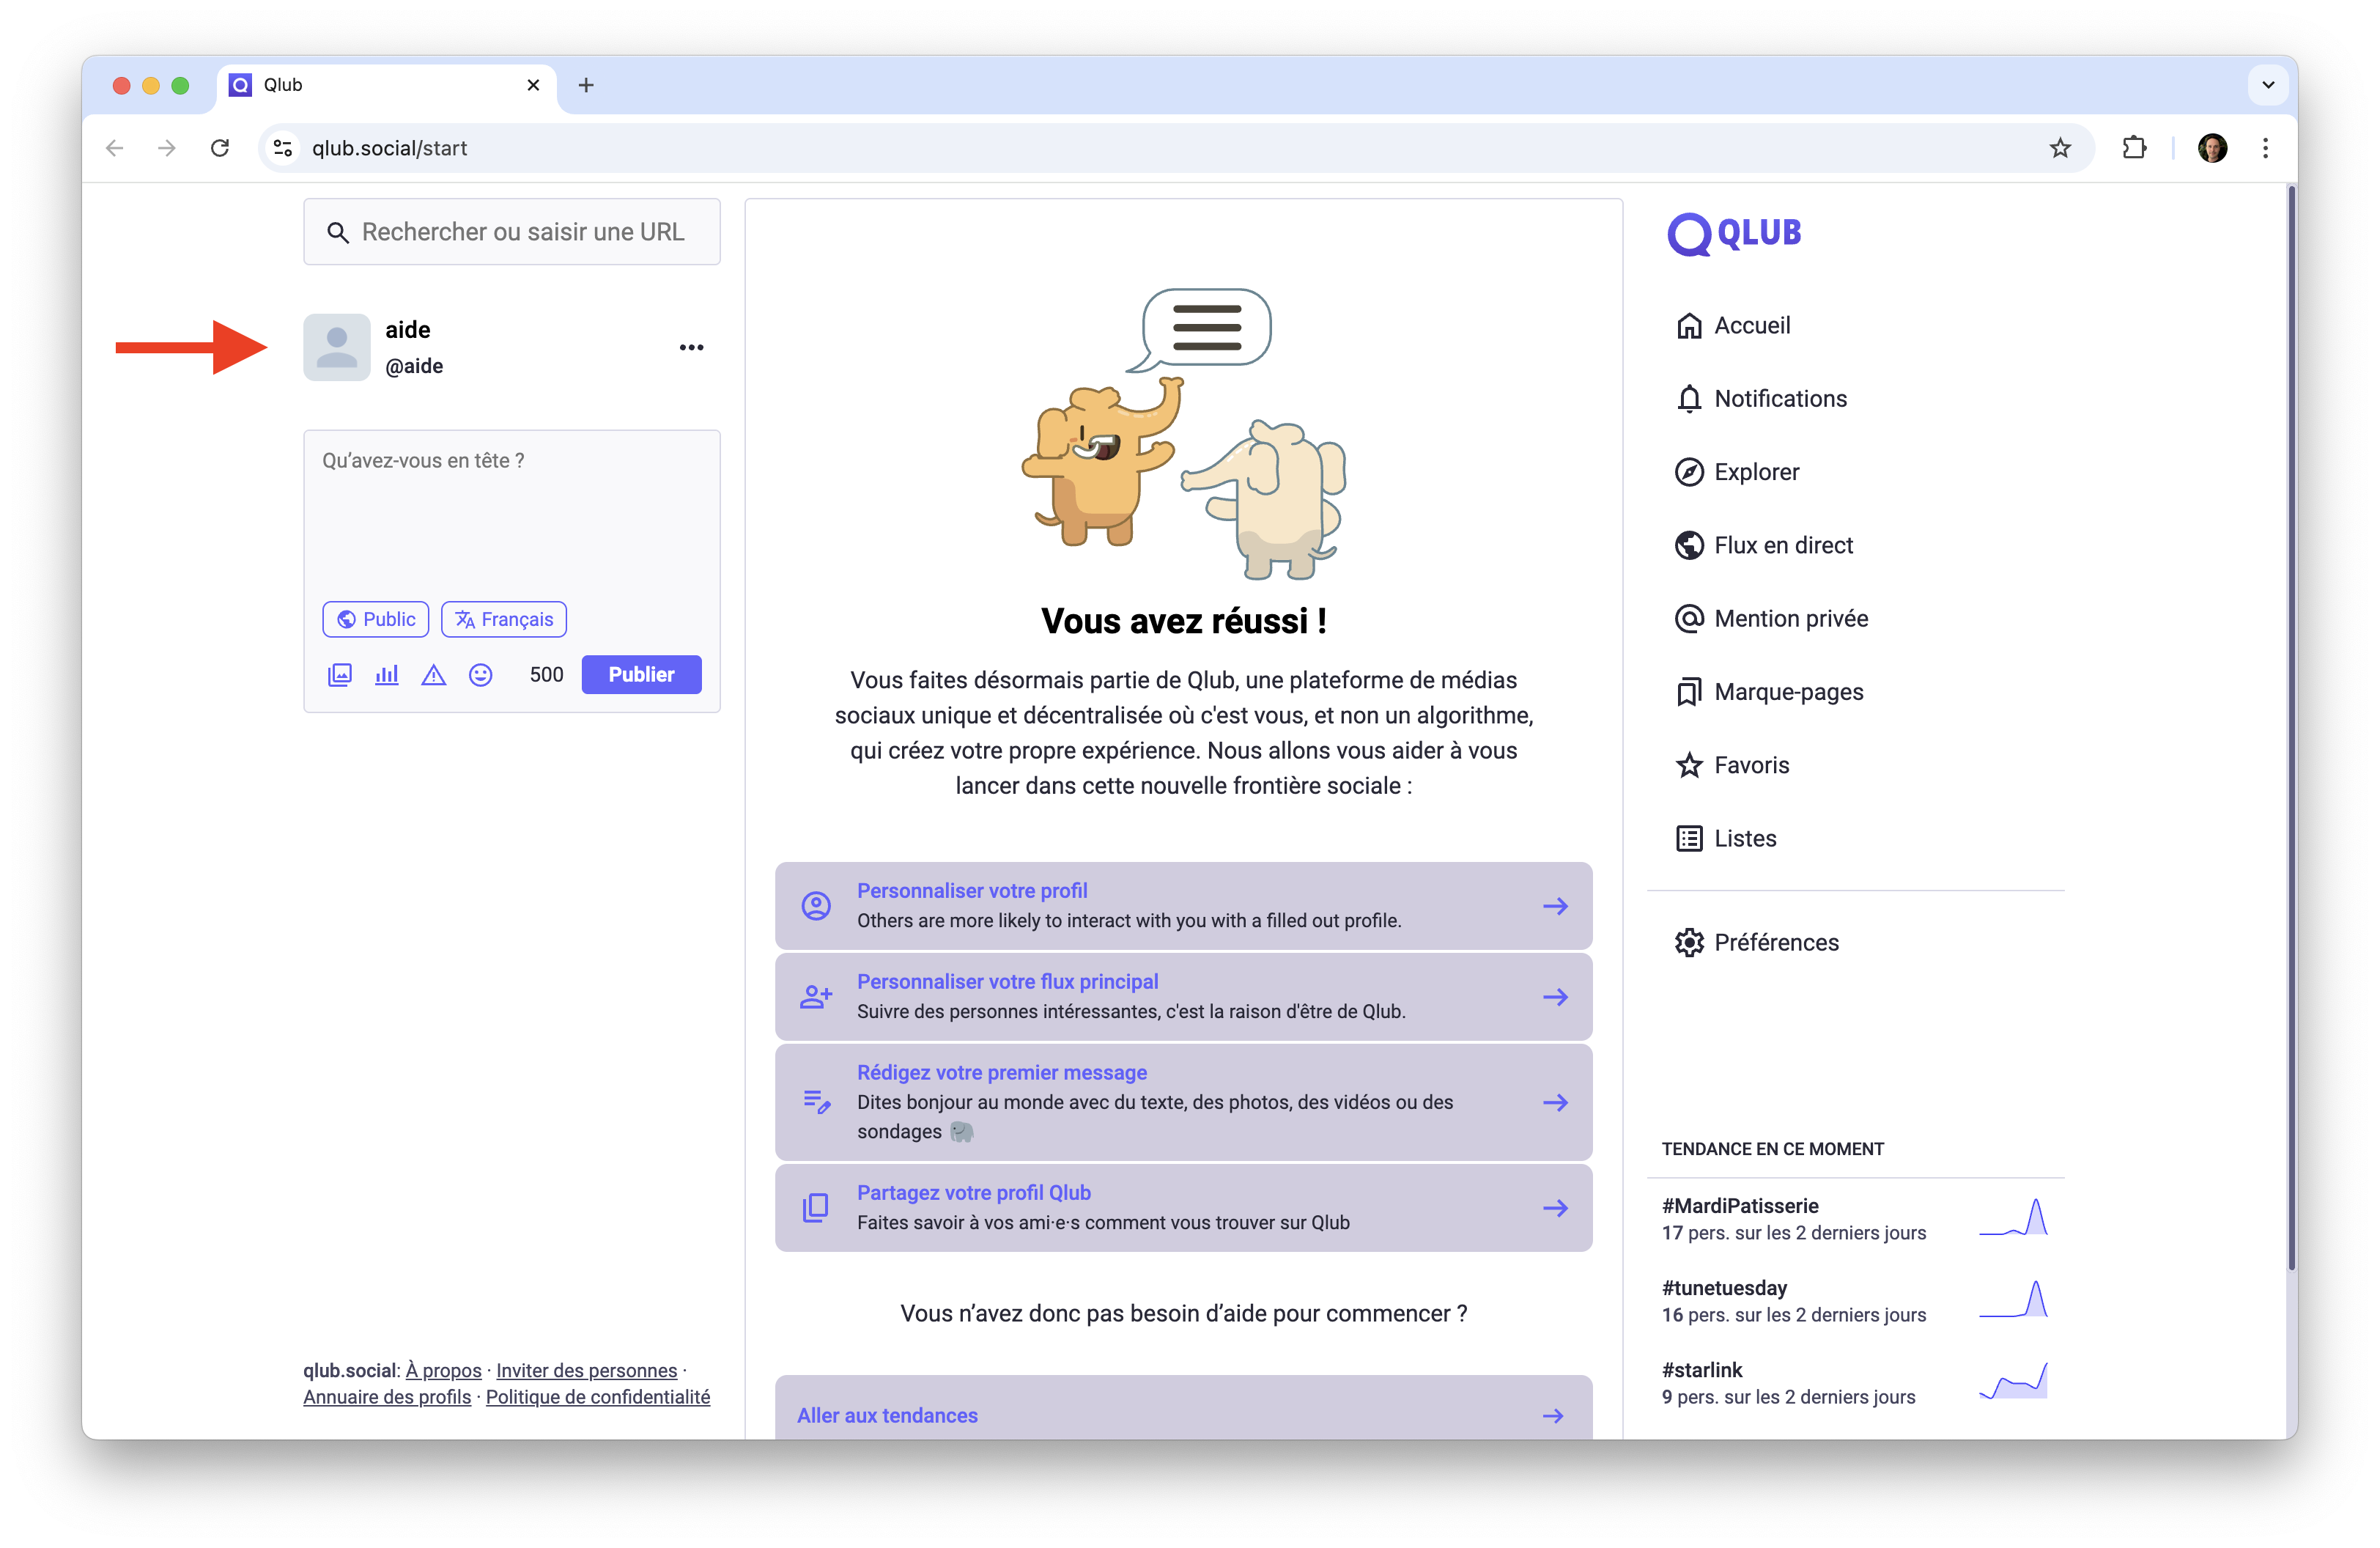 Qlub
qlub.social/start
Rechercher ou saisir une URL
aide
@aide
Qu’avez-vous en tête ?
Public
Français
500
Publier
qlub.social: À propos · Inviter des personnes ·
Annuaire des profils · Politique de confidentialité
Vous avez réussi !
Vous faites désormais partie de Qlub, une plateforme de médias
sociaux unique et décentralisée où c'est vous, et non un algorithme,
qui créez votre propre expérience. Nous allons vous aider à vous
lancer dans cette nouvelle frontière sociale :
Personnaliser votre profil
Others are more likely to interact with you with a filled out profile.
Personnaliser votre flux principal
Suivre des personnes intéressantes, c'est la raison d'être de Qlub.
Rédigez votre premier message
Dites bonjour au monde avec du texte, des photos, des vidéos ou des
sondages 🐘
Partagez votre profil Qlub
Faites savoir à vos ami·e·s comment vous trouver sur Qlub
Vous n’avez donc pas besoin d’aide pour commencer ?
Aller aux tendances
QLUB
Accueil
Notifications
Explorer
Flux en direct
Mention privée
Marque-pages
Favoris
Listes
Préférences
TENDANCE EN CE MOMENT
#MardiPatisserie
17 pers. sur les 2 derniers jours
#tunetuesday
16 pers. sur les 2 derniers jours
#starlink
9 pers. sur les 2 derniers jours